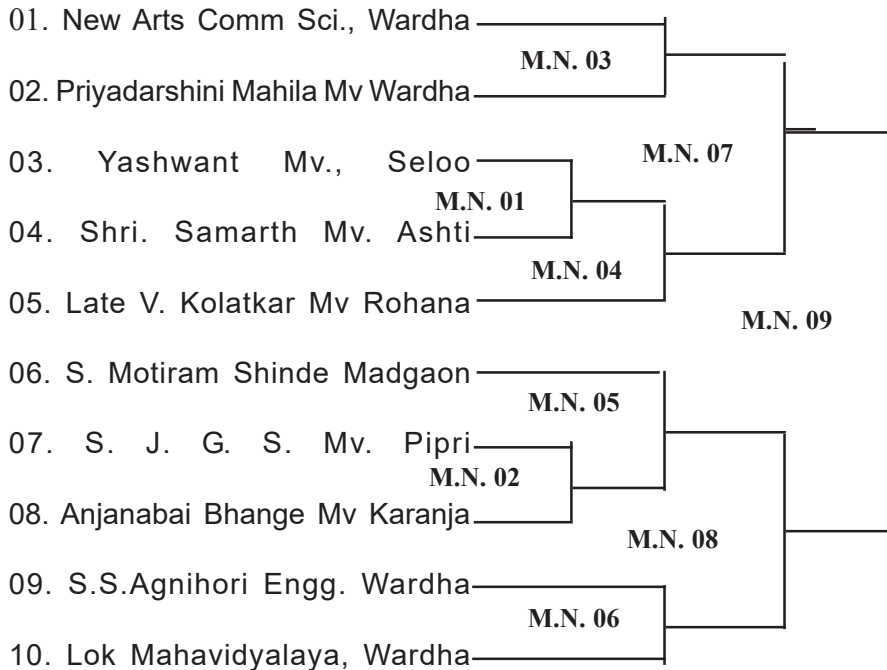 01. New Arts Comm Sci., Wardha
M.N. 03
02. Priyadarshini Mahila Mv Wardha
M.N. 07
03. Yashwant Mv., Seloo
M.N. 01
04. Shri. Samarth Mv. Ashti
M.N. 04
05. Late V. Kolatkar Mv Rohana
M.N. 09
06. S. Motiram Shinde Madgaon
M.N. 05
07. S. J. G. S. Mv. Pipri
M.N. 02
08. Anjanabai Bhange Mv Karanja
M.N. 08
09. S.S.Agnihori Engg. Wardha
M.N. 06
10. Lok Mahavidyalaya, Wardha